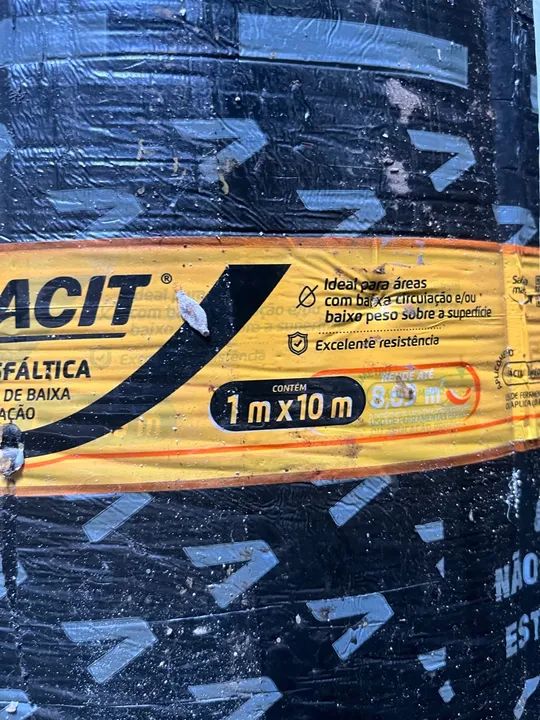 ACIT®
SFÁLTICA
DE BAIXA
AÇÃO
Ideal para áreas
com baixa circulação e/ou
baixo peso sobre a superfície
Excelente resistência
CONTÉM
1 m x 10 m
NÃO
EST